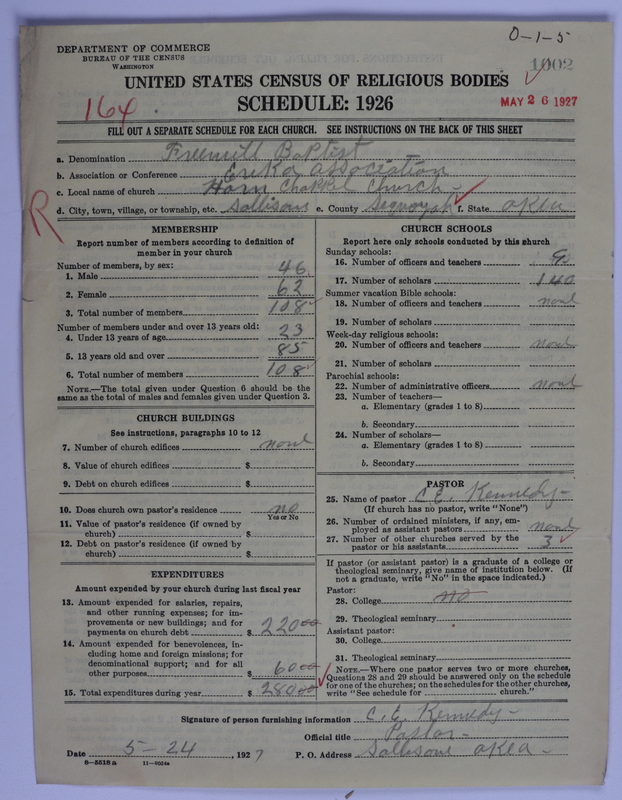 0-1-5
DEPARTMENT OF COMMERCE
BUREAU OF THE CENSUS
WASHINGTON
1002
UNITED STATES CENSUS OF RELIGIOUS BODIES
SCHEDULE: 1926
MAY 26 1927
164.
FILL OUT A SEPARATE SCHEDULE FOR EACH CHURCH. SEE INSTRUCTIONS ON THE BACK OF THIS SHEET
a. Denomination Freewill Baptist
b. Association or Conference Association
c. Local name of church Horn Chappel Church
d. City, town, village, or township, etc. Sallisaw e. County Sequoyah f. State Okla
R
MEMBERSHIP
Report number of members according to definition of
member in your church
Number of members, by sex:
1. Male 46
2. Female 62
3. Total number of members 108
Number of members under and over 13 years old:
4. Under 13 years of age 23
5. 13 years old and over 85
6. Total number of members 108
NOTE.—The total given under Question 6 should be the
same as the total of males and females given under Question 3.
CHURCH BUILDINGS
See instructions, paragraphs 10 to 12
7. Number of church edifices none
8. Value of church edifices $
9. Debt on church edifices $
10. Does church own pastor's residence no
Yes or No
11. Value of pastor's residence (if owned by
church) $
12. Debt on pastor's residence (if owned by
church) $
EXPENDITURES
Amount expended by your church during last fiscal year
13. Amount expended for salaries, repairs,
and other running expenses; for im-
provements or new buildings; and for
payments on church debt $ 220 00
14. Amount expended for benevolences, in-
cluding home and foreign missions; for
denominational support; and for all
other purposes $ 60 00
15. Total expenditures during year $ 280 00
CHURCH SCHOOLS
Report here only schools conducted by this church
Sunday schools:
16. Number of officers and teachers 9
17. Number of scholars 140
Summer vacation Bible schools:
18. Number of officers and teachers none
19. Number of scholars
Week-day religious schools:
20. Number of officers and teachers none
21. Number of scholars
Parochial schools:
22. Number of administrative officers none
23. Number of teachers—
a. Elementary (grades 1 to 8)
b. Secondary
24. Number of scholars—
a. Elementary (grades 1 to 8)
b. Secondary
PASTOR
25. Name of pastor C. E. Kennedy
(If church has no pastor, write "None")
26. Number of ordained ministers, if any, em-
ployed as assistant pastors none
27. Number of other churches served by the
pastor or his assistants 3
If pastor (or assistant pastor) is a graduate of a college or
theological seminary, give name of institution below. (If
not a graduate, write "No" in the space indicated.)
Pastor:
28. College no
29. Theological seminary
Assistant pastor:
30. College
31. Theological seminary
NOTE.—Where one pastor serves two or more churches,
Questions 28 and 29 should be answered only on the schedule
for one of the churches; on the schedules for the other churches,
write "See schedule for church."
Signature of person furnishing information C. E. Kennedy
Official title Pastor
Date 5-24, 1927 P. O. Address Sallisaw Okla
8-5518a 11-9024a